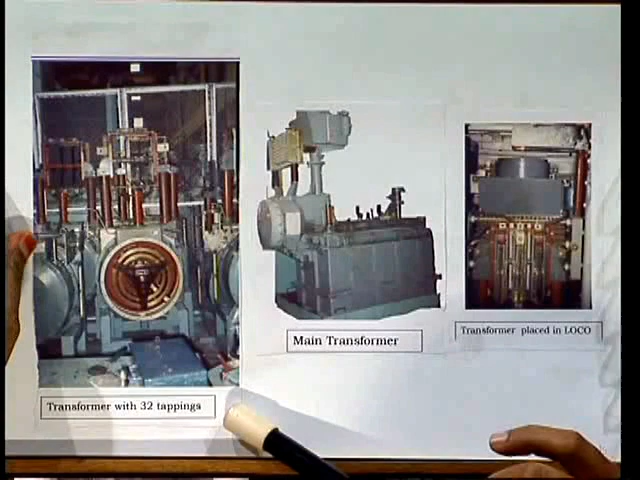 Transformer with 32 tappings
Main Transformer
Transformer placed in LOCO